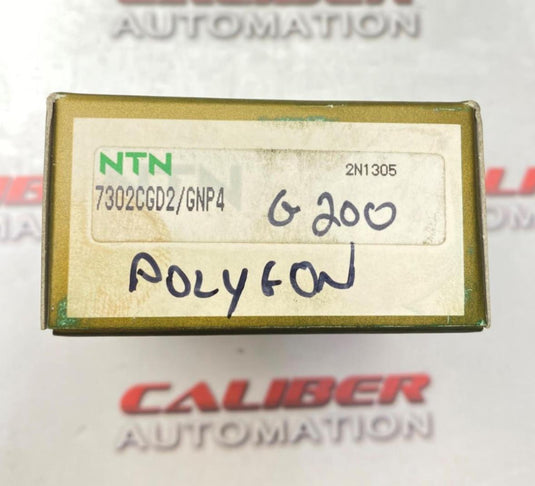 CALIBER
AUTOMATION
NTN 2N1305
7302CGD2/GNP4 G 200
POLYGON
CALIBER
AUTOMATION